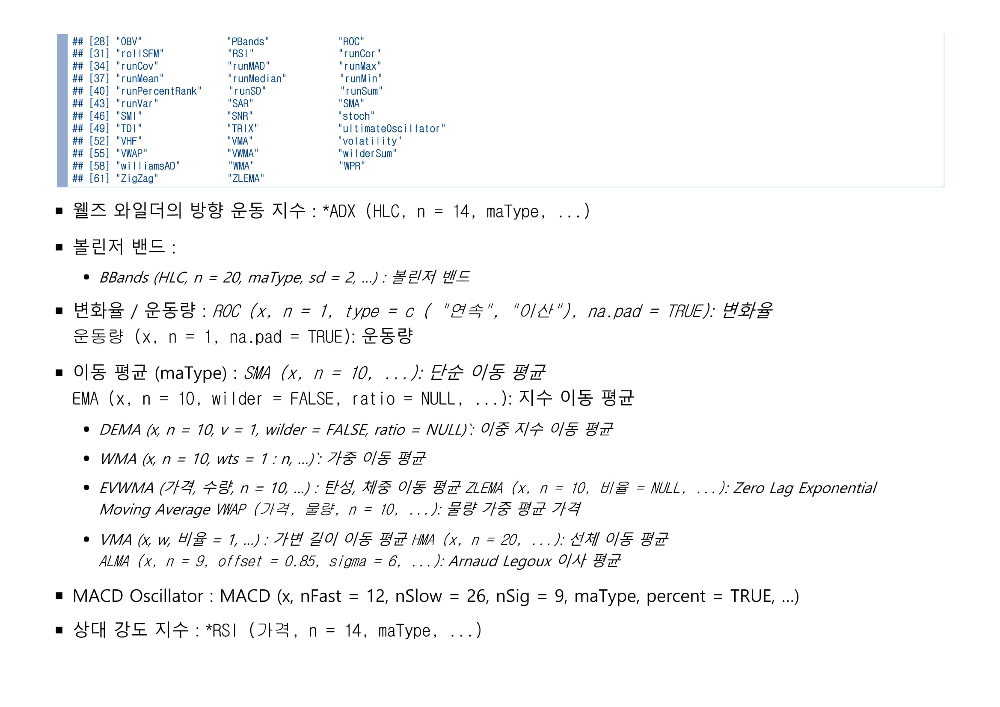 ## [28] "OBV" "PBands" "ROC"
## [31] "rollSFM" "RSI" "runCor"
## [34] "runCov" "runMAD" "runMax"
## [37] "runMean" "runMedian" "runMin"
## [40] "runPercentRank" "runSD" "runSum"
## [43] "runVar" "SAR" "SMA"
## [46] "SMI" "SNR" "stoch"
## [49] "TDI" "TRIX" "ultimateOscillator"
## [52] "VHF" "VMA" "volatility"
## [55] "VWAP" "VWMA" "wilderSum"
## [58] "williamsAD" "WMA" "WPR"
## [61] "ZigZag" "ZLEMA"
▪ 웰즈 와일더의 방향 운동 지수 : *ADX (HLC, n = 14, maType, ...)
▪ 볼린저 밴드 :
• BBands (HLC, n = 20, maType, sd = 2, ...) : 볼린저 밴드
▪ 변화율 / 운동량 : ROC (x, n = 1, type = c ( "연속", "이산"), na.pad = TRUE): 변화율
운동량 (x, n = 1, na.pad = TRUE): 운동량
▪ 이동 평균 (maType) : SMA (x, n = 10, ...): 단순 이동 평균
EMA (x, n = 10, wilder = FALSE, ratio = NULL, ...): 지수 이동 평균
• DEMA (x, n = 10, v = 1, wilder = FALSE, ratio = NULL)`: 이중 지수 이동 평균
• WMA (x, n = 10, wts = 1 : n, ...)`: 가중 이동 평균
• EVWMA (가격, 수량, n = 10, ...) : 탄성, 체중 이동 평균 ZLEMA (x, n = 10, 비율 = NULL, ...): Zero Lag Exponential
Moving Average VWAP (가격, 물량, n = 10, ...): 물량 가중 평균 가격
• VMA (x, w, 비율 = 1, ...) : 가변 길이 이동 평균 HMA (x, n = 20, ...): 선체 이동 평균
ALMA (x, n = 9, offset = 0.85, sigma = 6, ...): Arnaud Legoux 이사 평균
▪ MACD Oscillator : MACD (x, nFast = 12, nSlow = 26, nSig = 9, maType, percent = TRUE, ...)
▪ 상대 강도 지수 : *RSI (가격, n = 14, maType, ...)